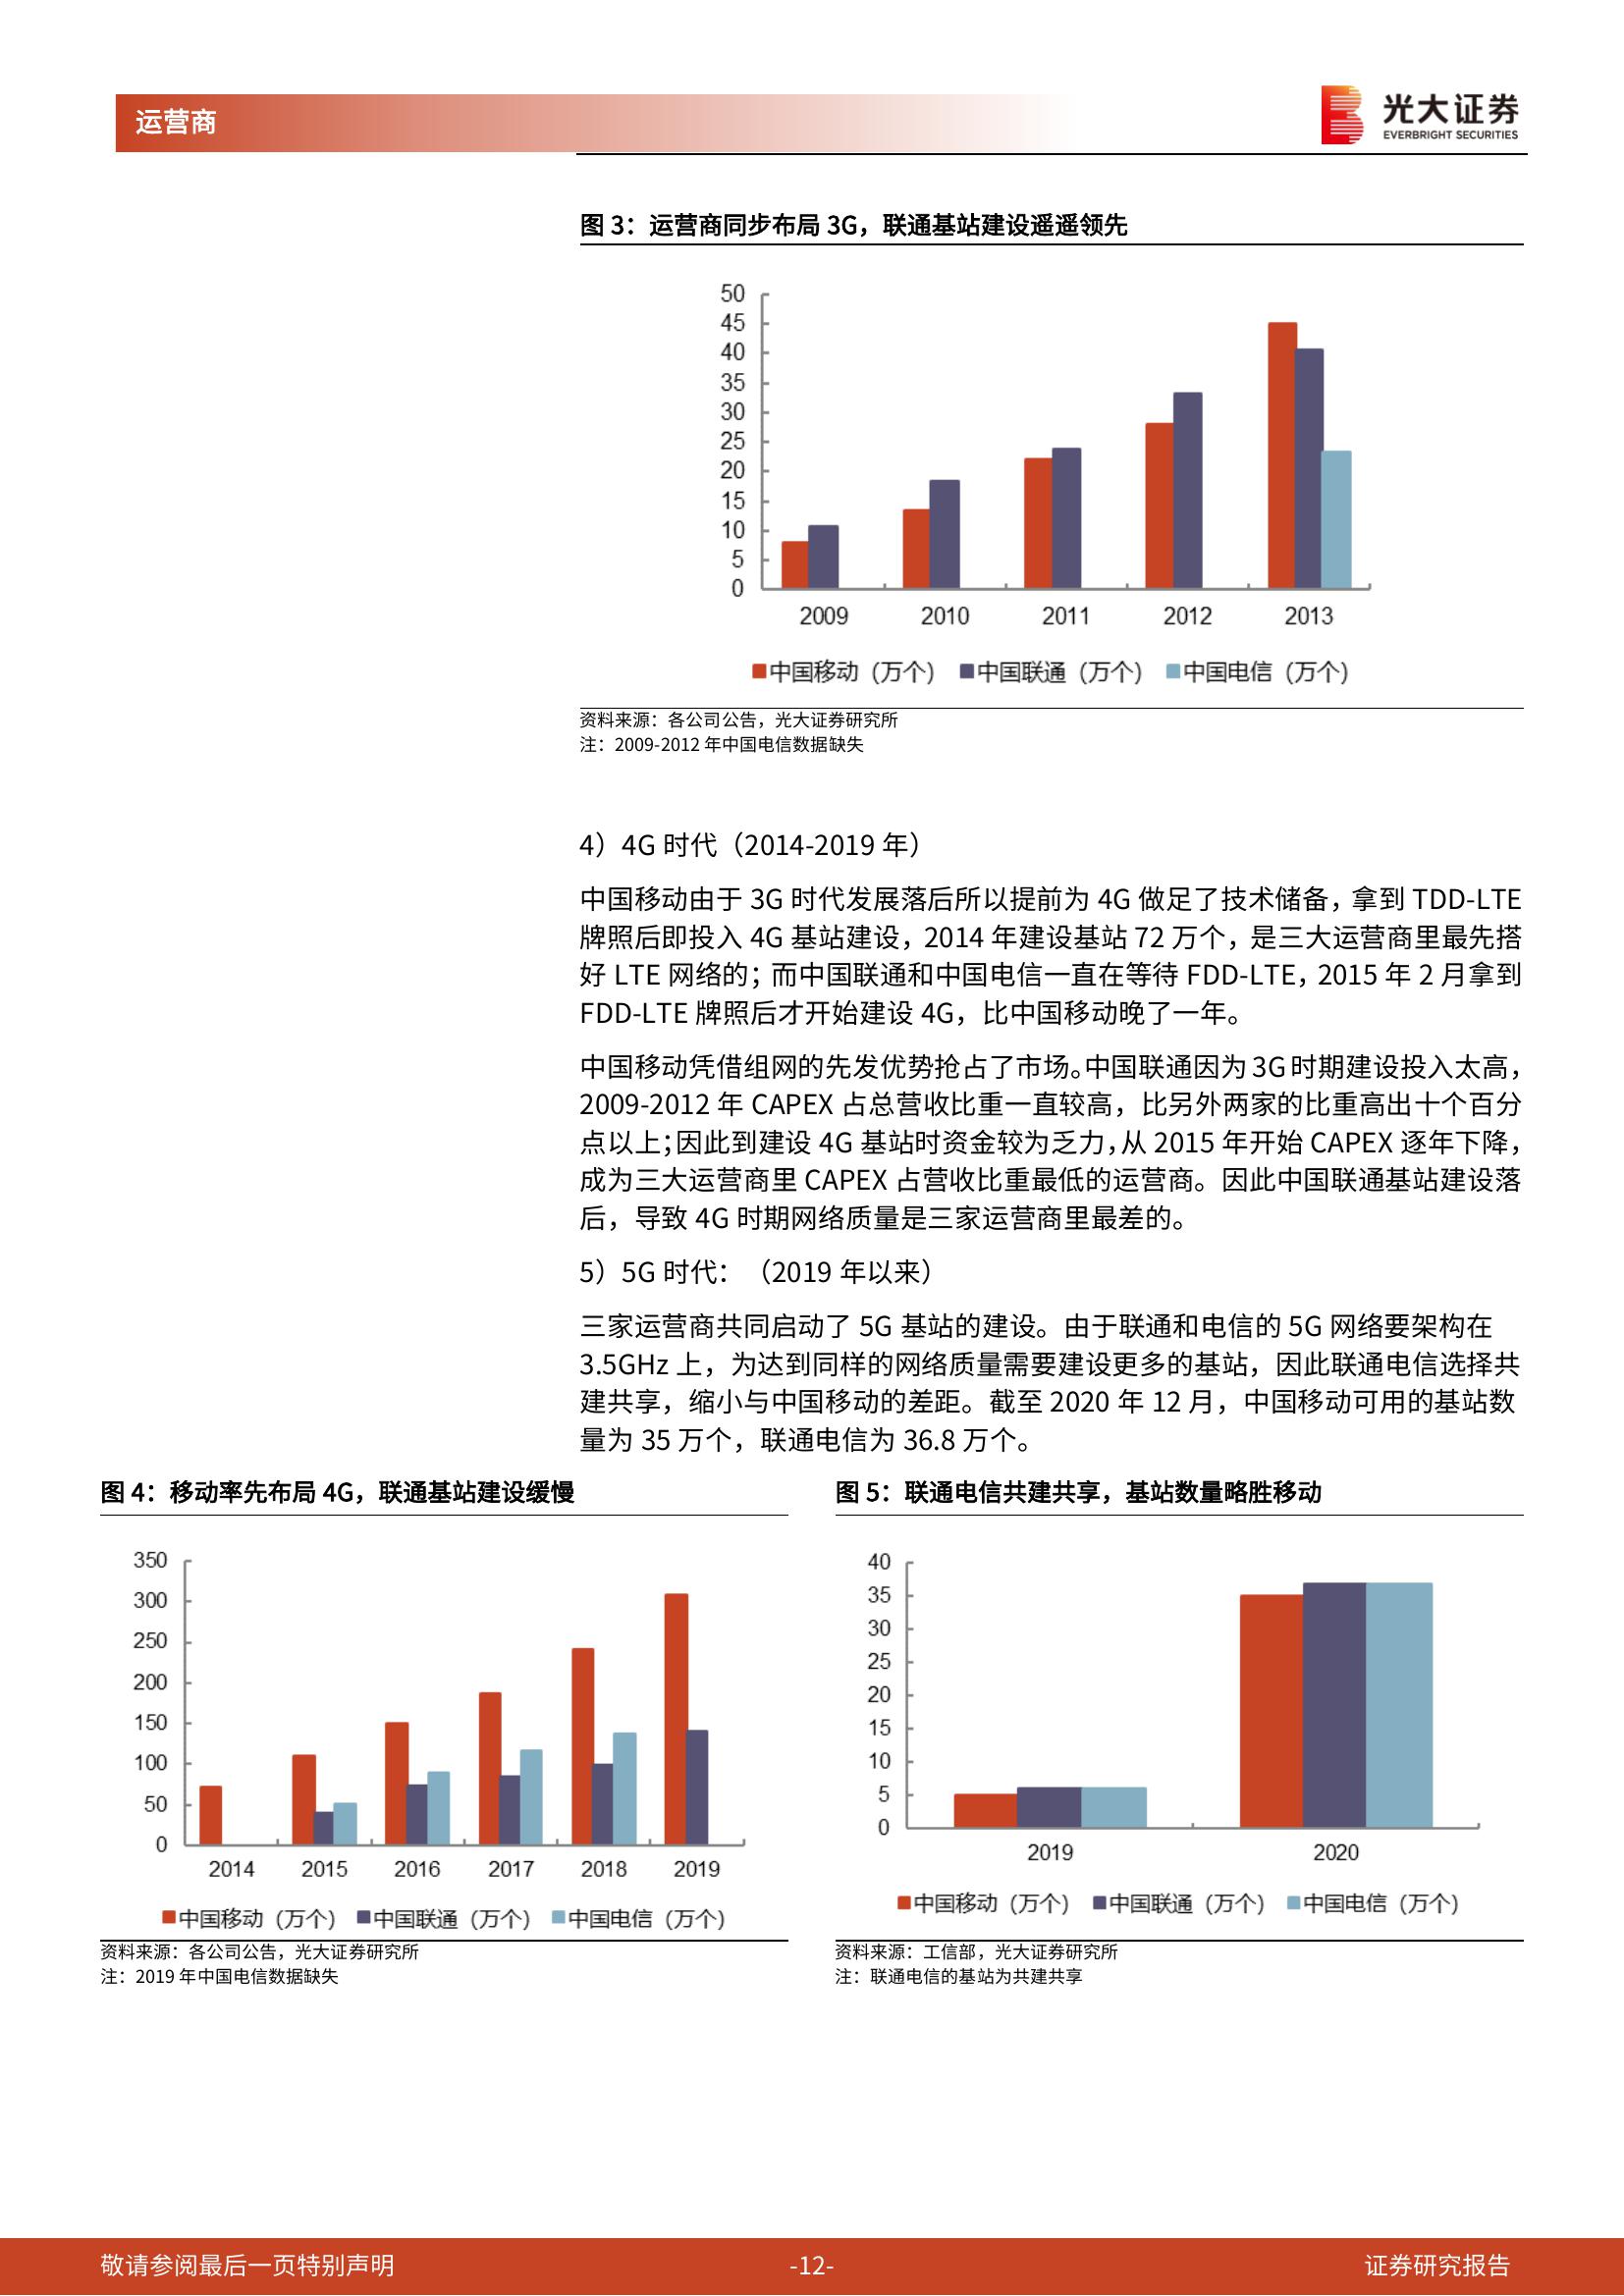 运营商
光大证券
EVERBRIGHT SECURITIES
图 3：运营商同步布局 3G，联通基站建设遥遥领先
50
45
40
35
30
25
20
15
10
5
0
2009 2010 2011 2012 2013
中国移动（万个） 中国联通（万个） 中国电信（万个）
资料来源：各公司公告，光大证券研究所
注：2009-2012 年中国电信数据缺失
4）4G 时代（2014-2019 年）
中国移动由于 3G 时代发展落后所以提前为 4G 做足了技术储备，拿到 TDD-LTE
牌照后即投入 4G 基站建设，2014 年建设基站 72 万个，是三大运营商里最先搭
好 LTE 网络的；而中国联通和中国电信一直在等待 FDD-LTE，2015 年 2 月拿到
FDD-LTE 牌照后才开始建设 4G，比中国移动晚了一年。
中国移动凭借组网的先发优势抢占了市场。中国联通因为 3G 时期建设投入太高，
2009-2012 年 CAPEX 占总营收比重一直较高，比另外两家的比重高出十个百分
点以上；因此到建设 4G 基站时资金较为乏力，从 2015 年开始 CAPEX 逐年下降，
成为三大运营商里 CAPEX 占营收比重最低的运营商。因此中国联通基站建设落
后，导致 4G 时期网络质量是三家运营商里最差的。
5）5G 时代：（2019 年以来）
三家运营商共同启动了 5G 基站的建设。由于联通和电信的 5G 网络要架构在
3.5GHz 上，为达到同样的网络质量需要建设更多的基站，因此联通电信选择共
建共享，缩小与中国移动的差距。截至 2020 年 12 月，中国移动可用的基站数
量为 35 万个，联通电信为 36.8 万个。
图 4：移动率先布局 4G，联通基站建设缓慢
350
300
250
200
150
100
50
0
2014 2015 2016 2017 2018 2019
中国移动（万个） 中国联通（万个） 中国电信（万个）
资料来源：各公司公告，光大证券研究所
注：2019 年中国电信数据缺失
图 5：联通电信共建共享，基站数量略胜移动
40
35
30
25
20
15
10
5
0
2019 2020
中国移动（万个） 中国联通（万个） 中国电信（万个）
资料来源：工信部，光大证券研究所
注：联通电信的基站为共建共享
敬请参阅最后一页特别声明 -12- 证券研究报告